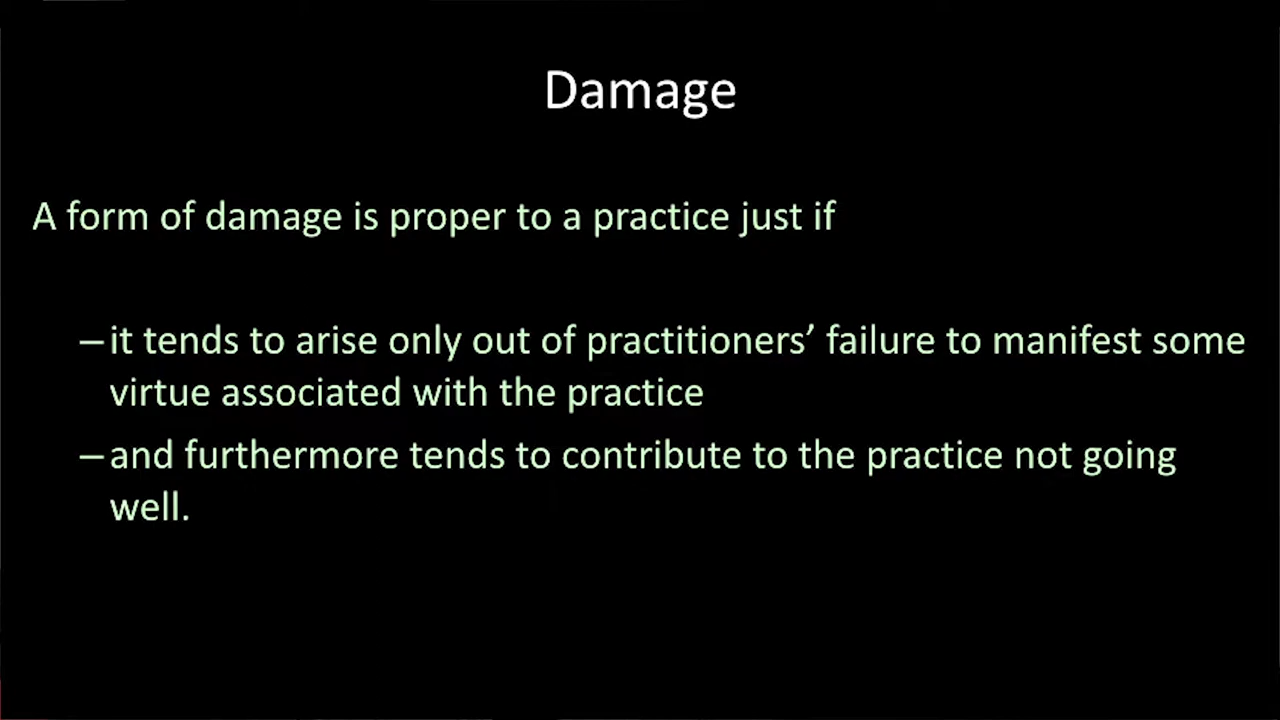 Damage
A form of damage is proper to a practice just if
–it tends to arise only out of practitioners’ failure to manifest some
virtue associated with the practice
–and furthermore tends to contribute to the practice not going
well.